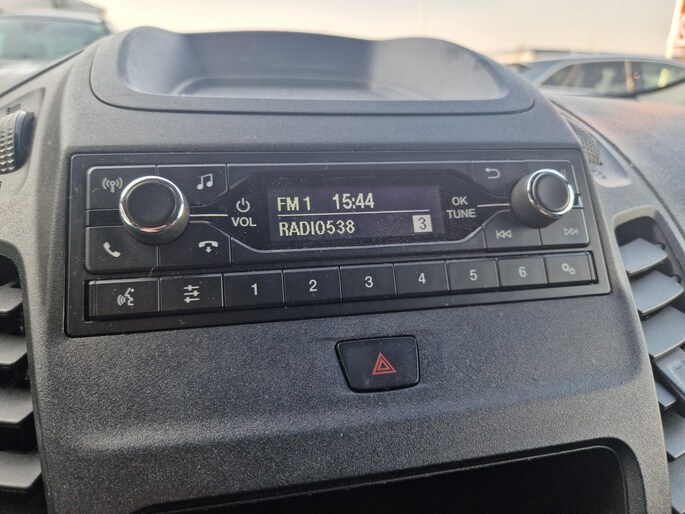 FM 1 15:44
RADIO538 3
VOL
OK
TUNE
1 2 3 4 5 6